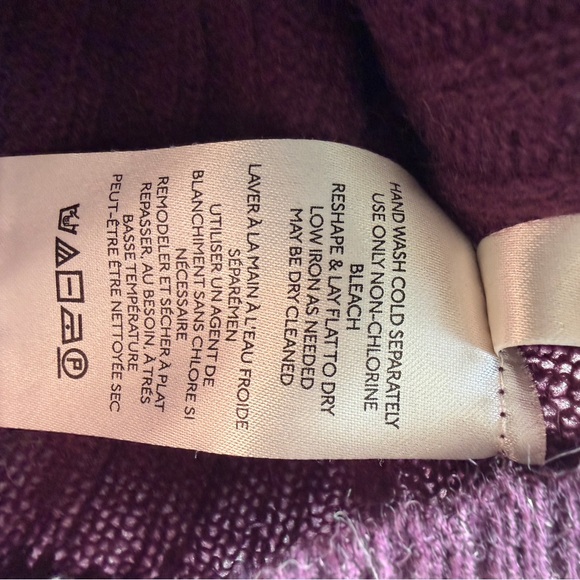 HAND WASH COLD SEPARATELY
USE ONLY NON-CHLORINE
BLEACH
RESHAPE & LAY FLAT TO DRY
LOW IRON AS NEEDED
MAY BE DRY CLEANED
LAVER À LA MAIN À L'EAU FROIDE
SÉPARÉMEN
UTILISER UN AGENT DE
BLANCHIMENT SANS CHLORE SI
NÉCESSAIRE
REMODELER ET SÉCHER À PLAT
REPASSER, AU BESOIN, À TRÉS
BASSE TEMPÉRATURE
PEUT-ÊTRE ÊTRE NETTOYÉE SEC
P